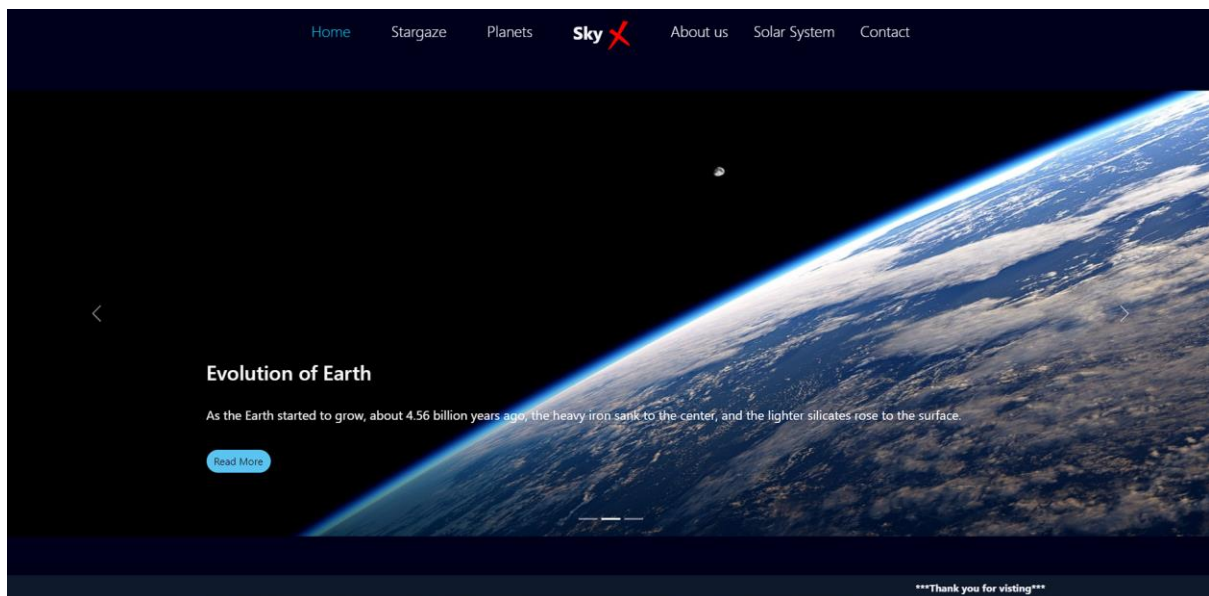 Home Stargaze Planets Sky X About us Solar System Contact
Evolution of Earth
As the Earth started to grow, about 4.56 billion years ago, the heavy iron sank to the center, and the lighter silicates rose to the surface.
Read More
***Thank you for visting***